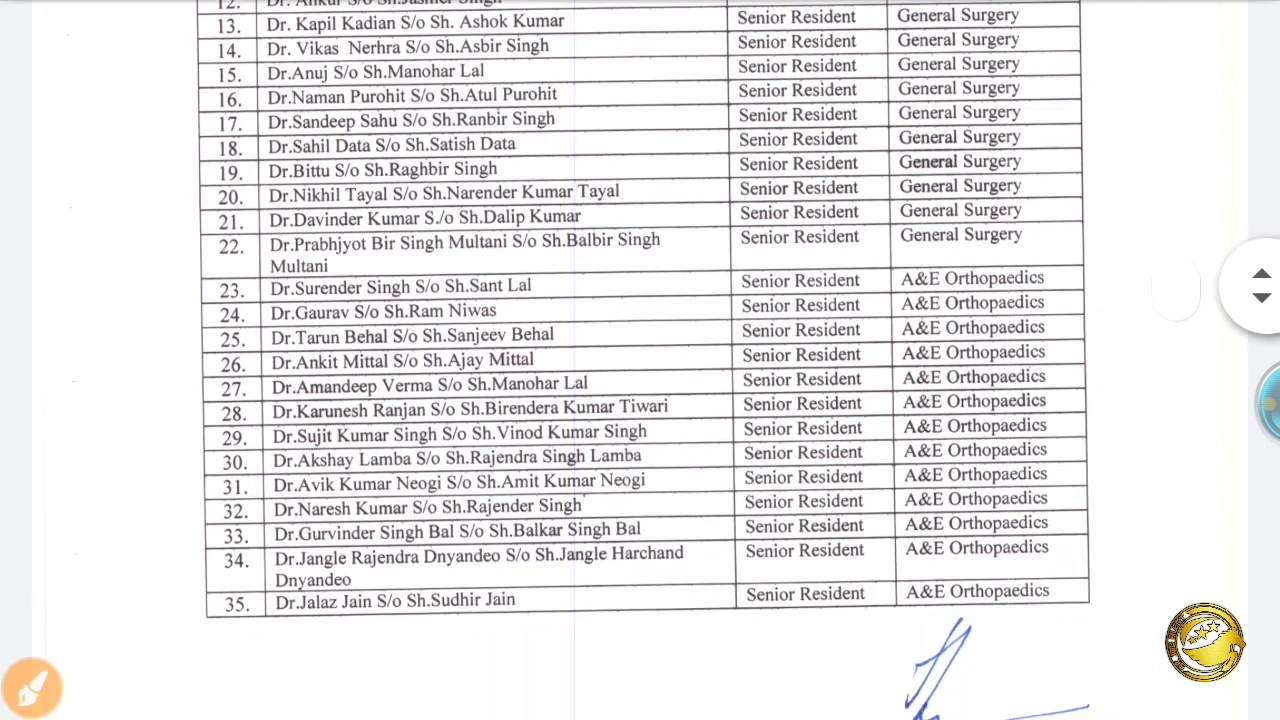 12. Dr. Ankur S/o Sh.Jasmer Singh
13. Dr. Kapil Kadian S/o Sh. Ashok Kumar Senior Resident General Surgery
14. Dr. Vikas Nerhra S/o Sh.Asbir Singh Senior Resident General Surgery
15. Dr.Anuj S/o Sh.Manohar Lal Senior Resident General Surgery
16. Dr.Naman Purohit S/o Sh.Atul Purohit Senior Resident General Surgery
17. Dr.Sandeep Sahu S/o Sh.Ranbir Singh Senior Resident General Surgery
18. Dr.Sahil Data S/o Sh.Satish Data Senior Resident General Surgery
19. Dr.Bittu S/o Sh.Raghbir Singh Senior Resident General Surgery
20. Dr.Nikhil Tayal S/o Sh.Narender Kumar Tayal Senior Resident General Surgery
21. Dr.Davinder Kumar S./o Sh.Dalip Kumar Senior Resident General Surgery
22. Dr.Prabhjyot Bir Singh Multani S/o Sh.Balbir Singh Senior Resident General Surgery
Multani
23. Dr.Surender Singh S/o Sh.Sant Lal Senior Resident A&E Orthopaedics
24. Dr.Gaurav S/o Sh.Ram Niwas Senior Resident A&E Orthopaedics
25. Dr.Tarun Behal S/o Sh.Sanjeev Behal Senior Resident A&E Orthopaedics
26. Dr.Ankit Mittal S/o Sh.Ajay Mittal Senior Resident A&E Orthopaedics
27. Dr.Amandeep Verma S/o Sh.Manohar Lal Senior Resident A&E Orthopaedics
28. Dr.Karunesh Ranjan S/o Sh.Birendera Kumar Tiwari Senior Resident A&E Orthopaedics
29. Dr.Sujit Kumar Singh S/o Sh.Vinod Kumar Singh Senior Resident A&E Orthopaedics
30. Dr.Akshay Lamba S/o Sh.Rajendra Singh Lamba Senior Resident A&E Orthopaedics
31. Dr.Avik Kumar Neogi S/o Sh.Amit Kumar Neogi Senior Resident A&E Orthopaedics
32. Dr.Naresh Kumar S/o Sh.Rajender Singh Senior Resident A&E Orthopaedics
33. Dr.Gurvinder Singh Bal S/o Sh.Balkar Singh Bal Senior Resident A&E Orthopaedics
34. Dr.Jangle Rajendra Dnyandeo S/o Sh.Jangle Harchand Senior Resident A&E Orthopaedics
Dnyandeo
35. Dr.Jalaz Jain S/o Sh.Sudhir Jain Senior Resident A&E Orthopaedics